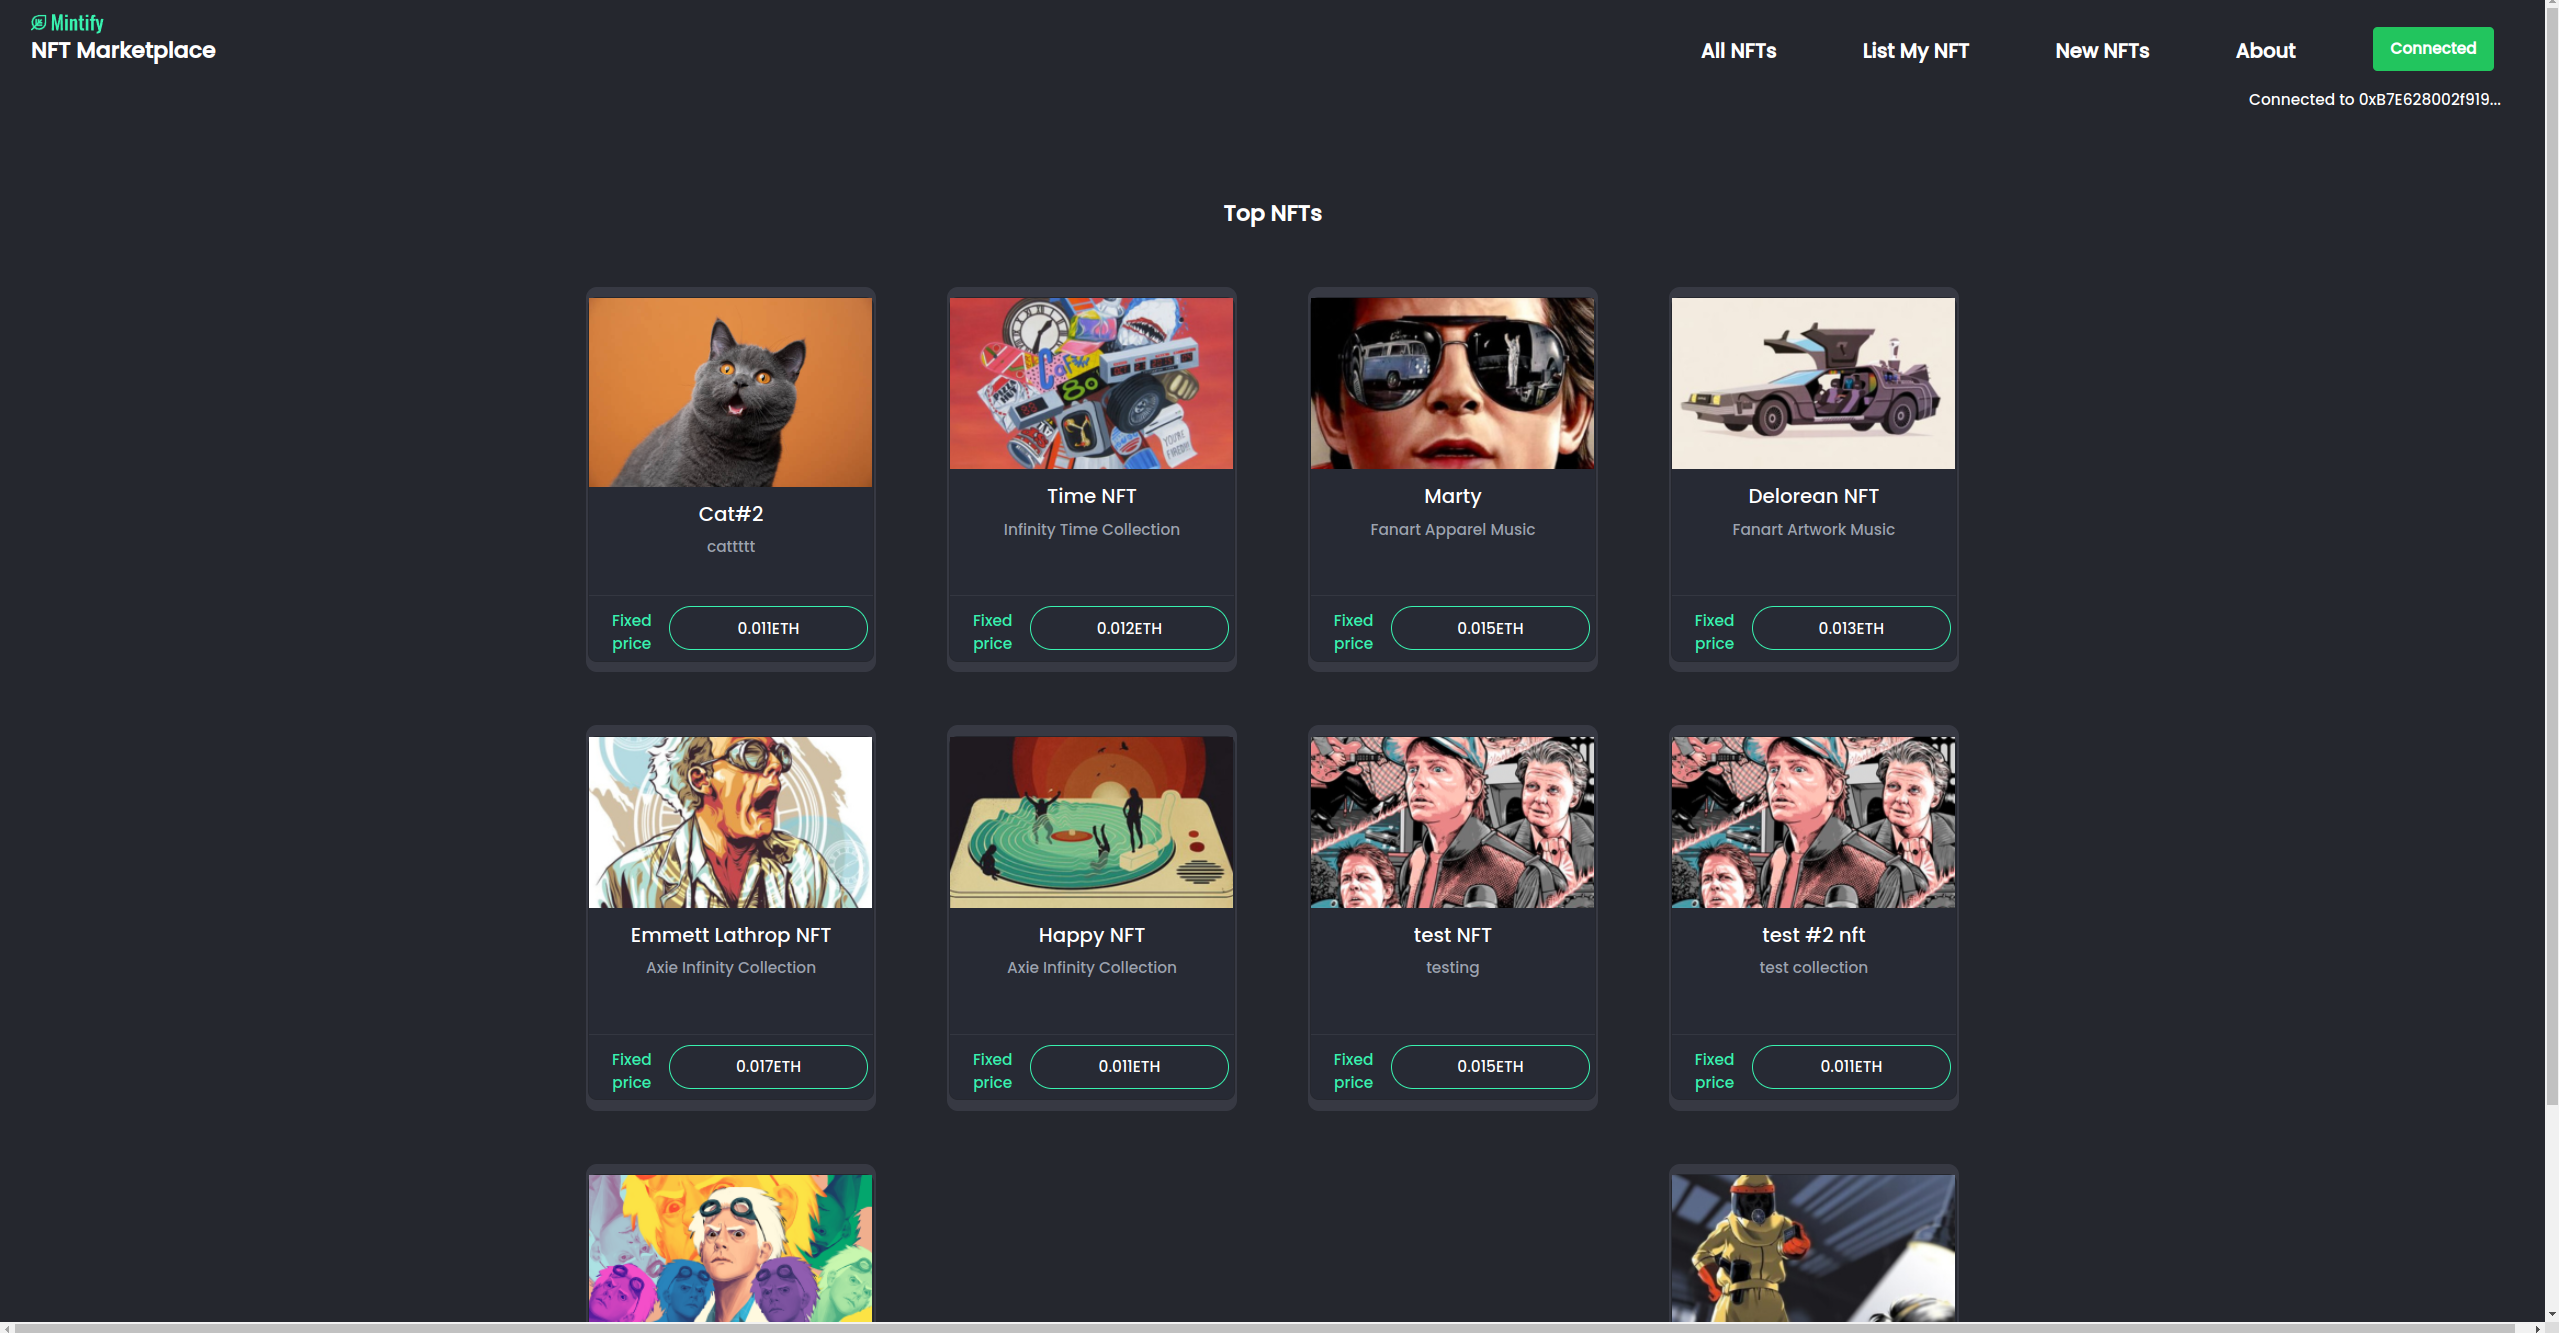 Mintify
NFT Marketplace
All NFTs
List My NFT
New NFTs
About
Connected
Connected to 0xB7E628002f919...
Top NFTs
Cat#2
cattttt
Fixed
price
0.011ETH
Time NFT
Infinity Time Collection
Fixed
price
0.012ETH
Marty
Fanart Apparel Music
Fixed
price
0.015ETH
Delorean NFT
Fanart Artwork Music
Fixed
price
0.013ETH
Emmett Lathrop NFT
Axie Infinity Collection
Fixed
price
0.017ETH
Happy NFT
Axie Infinity Collection
Fixed
price
0.011ETH
test NFT
testing
Fixed
price
0.015ETH
test #2 nft
test collection
Fixed
price
0.011ETH
80
YOU'RE
FIRED!!!